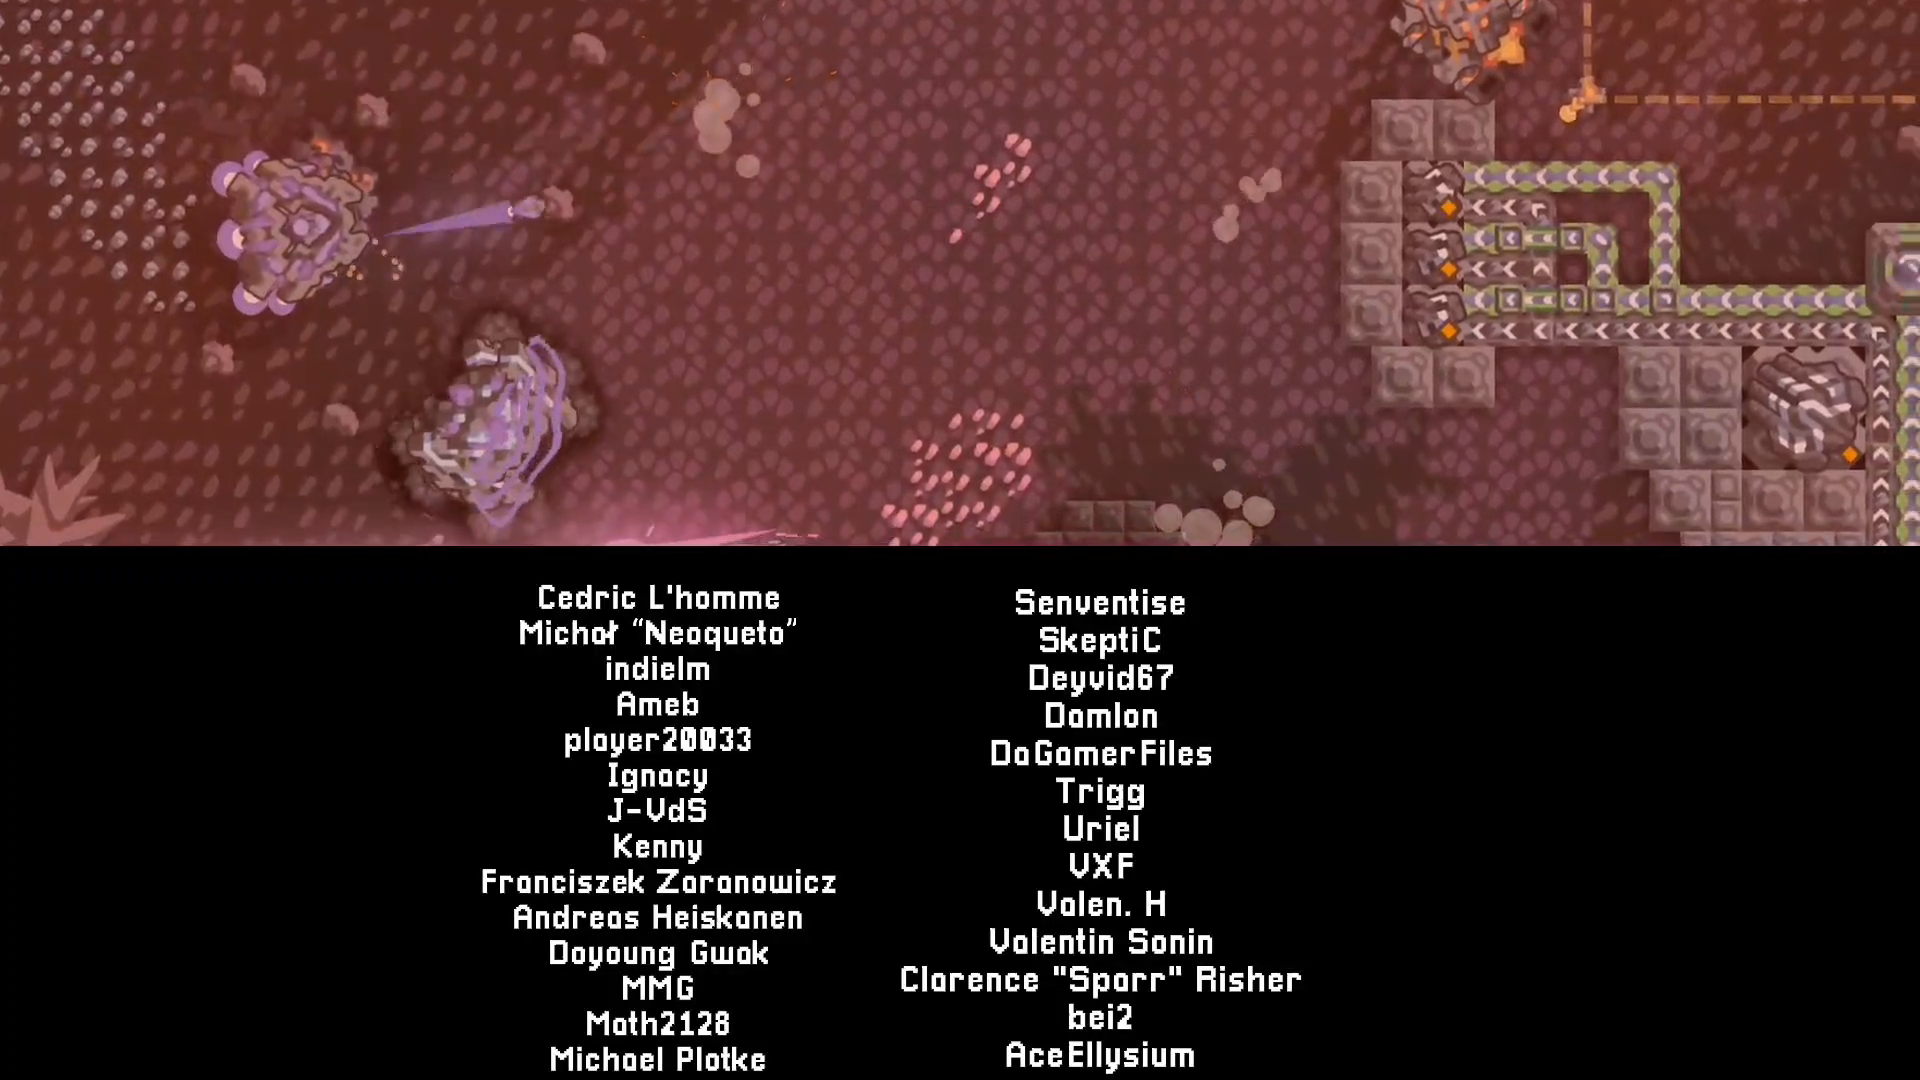 Cedric L'homme
Michał “Neoqueto”
indielm
Ameb
player20033
Ignacy
J-VdS
Kenny
Franciszek Zaranowicz
Andreas Heiskanen
Doyoung Gwak
MMG
Math2128
Michael Plotke
Senventise
SkeptiC
Deyvid67
Damlon
DaGamerFiles
Trigg
Uriel
VXF
Valen. H
Valentin Sonin
Clarence "Sparr" Risher
bei2
AceEllysium